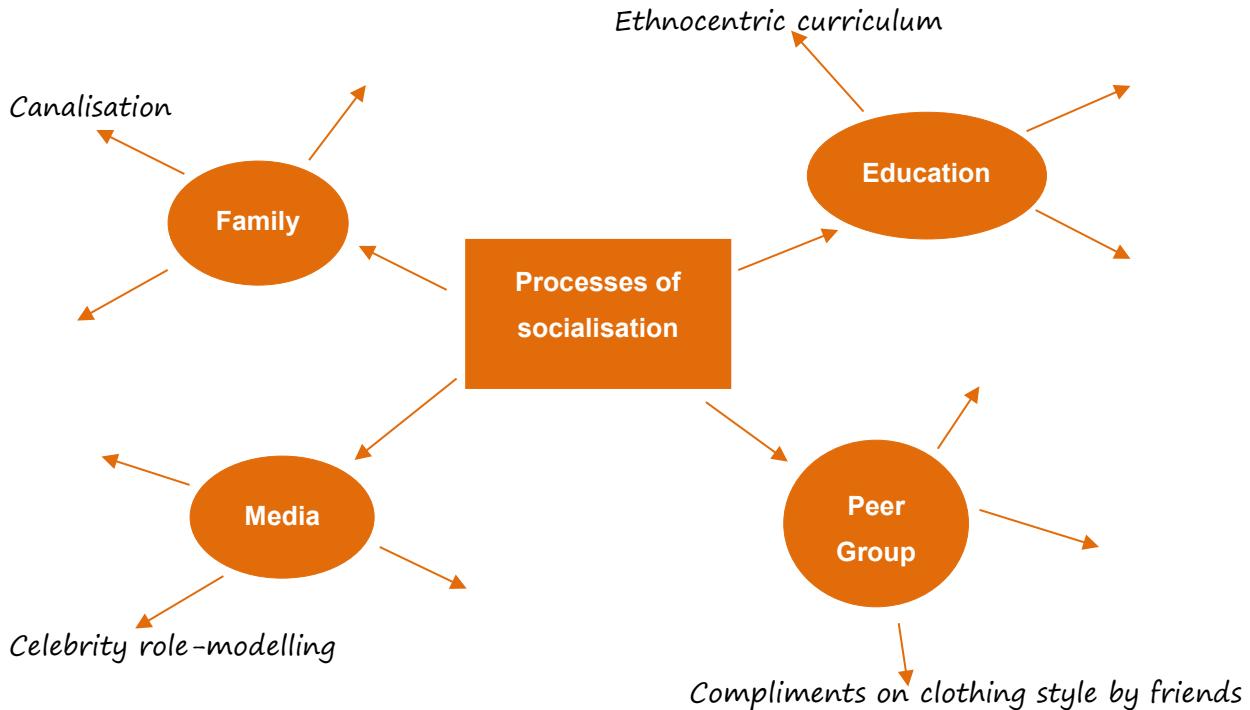 Ethnocentric curriculum
Canalisation
Education
Family
Processes of
socialisation
Media
Peer
Group
Celebrity role-modelling
Compliments on clothing style by friends